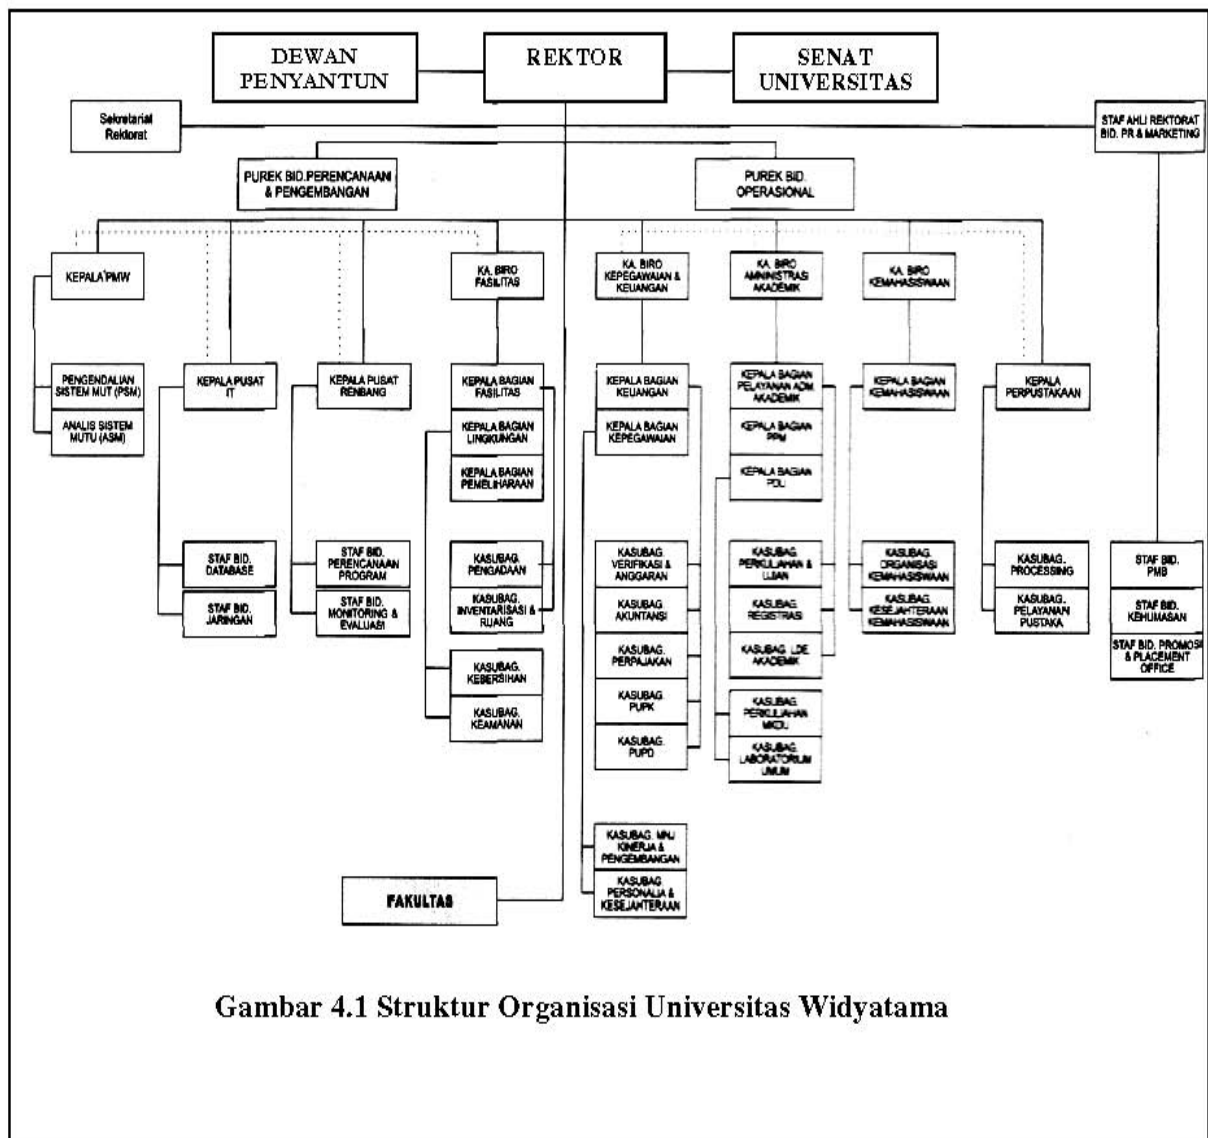 DEWAN
PENYANTUN
REKTOR
SENAT
UNIVERSITAS
Sekretariat
Rektorat
STAF AHLI REKTORAT
BID. PR & MARKETING
PUREK BID.PERENCANAANI
& PENGEMBANGAN
PUREK BID.
OPERASIONAL
KEPALA PMW
KA. BIRO
FASILITAS
KA. BIRO
KEPEGAWAIAN &
KEUANGAN
KA. BIRO
AMNINISTRASI
AKADEMIK
KA. BIRO
KEMAHASISWAAN
PENGENDALIAN
SISTEM MUT (PSM)
ANALIS SISTEM
MUTU (ASM)
KEPALA PUSAT
IT
KEPALA PUSAT
RENBANG
KEPALA BAGIAN
FASILITAS
KEPALA BAGIAN
LINGKUNGAN
KEPALA BAGIAN
PEMELIHARAAN
KEPALA BAGIAN
KEUANGAN
KEPALA BAGIAN
KEPEGAWAIAN
KEPALA BAGIAN
PELAYANAN ADM.
AKADEMIK
KEPALA BAGIAN
PPM
KEPALA BAGIAN
PDU
KEPALA BAGIAN
KEMAHASISWAAN
KEPALA
PERPUSTAKAAN
STAF BID.
DATABASE
STAF BID.
JARINGAN
STAF BID.
PERENCANAAN
PROGRAM
STAF BID.
MONITORING
& EVALUASI
KASUBAG.
PENGADAAN
KASUBAG.
INVENTARISASI &
RUANG
KASUBAG.
KEBERSIHAN
KASUBAG.
KEAMANAN
KASUBAG.
VERIFIKASI &
ANGGARAN
KASUBAG.
AKUNTANSI
KASUBAG.
PERPAJAKAN
KASUBAG.
PUPK
KASUBAG.
PUPD
KASUBAG. MNJ
KINERJA &
PENGEMBANGAN
KASUBAG.
PERSONALIA &
KESEJAHTERAAN
KASUBAG.
PERKULIAHAN &
UJIAN
KASUBAG.
REGISTRASI
KASUBAG. LDE
AKADEMIK
KASUBAG.
PERKULIAHAN
MKDU
KASUBAG.
LABORATORIUM
UMUM
KASUBAG.
ORGANISASI
KEMAHASISWAAN
KASUBAG.
KESEJAHTERAAN
KEMAHASISWAAN
KASUBAG.
PROCESSING
KASUBAG.
PELAYANAN
PUSTAKA
STAF BID.
PMB
STAF BID.
KEHUMASAN
STAF BID. PROMOSI
& PLACEMENT
OFFICE
FAKULTAS
Gambar 4.1 Struktur Organisasi Universitas Widyatama